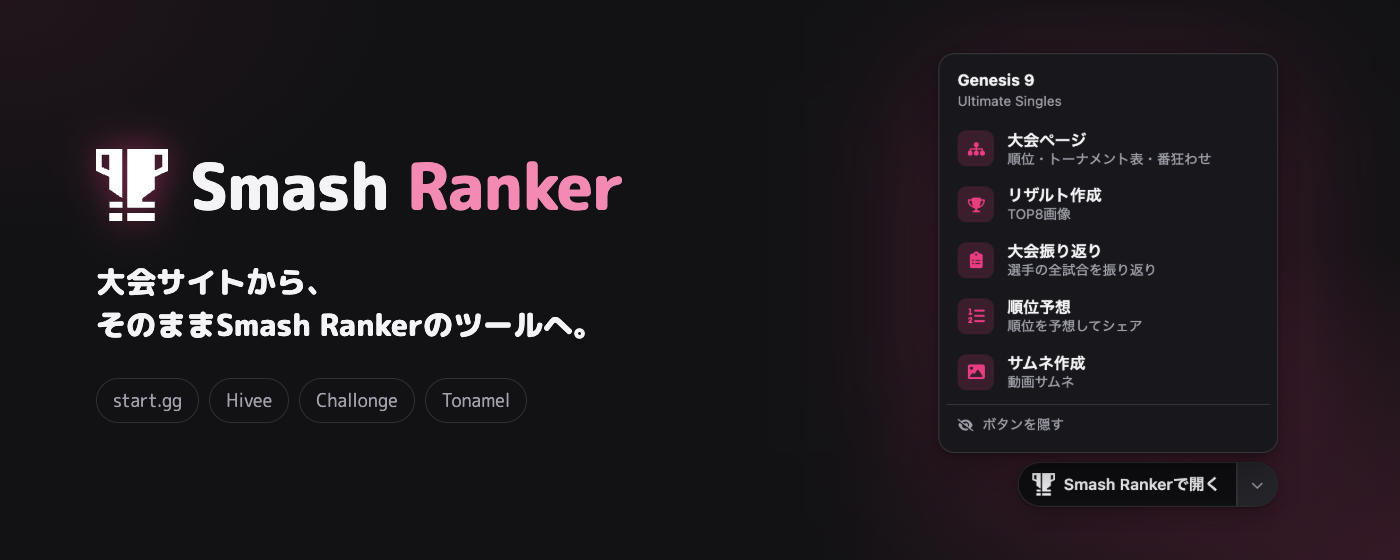 Smash Ranker
大会サイトから、
そのままSmash Rankerのツールへ。
start.gg
Hivee
Challonge
Tonamel
Genesis 9
Ultimate Singles
大会ページ
順位・トーナメント表・番狂わせ
リザルト作成
TOP8画像
大会振り返り
選手の全試合を振り返り
順位予想
順位を予想してシェア
サムネ作成
動画サムネ
ボタンを隠す
Smash Rankerで開く